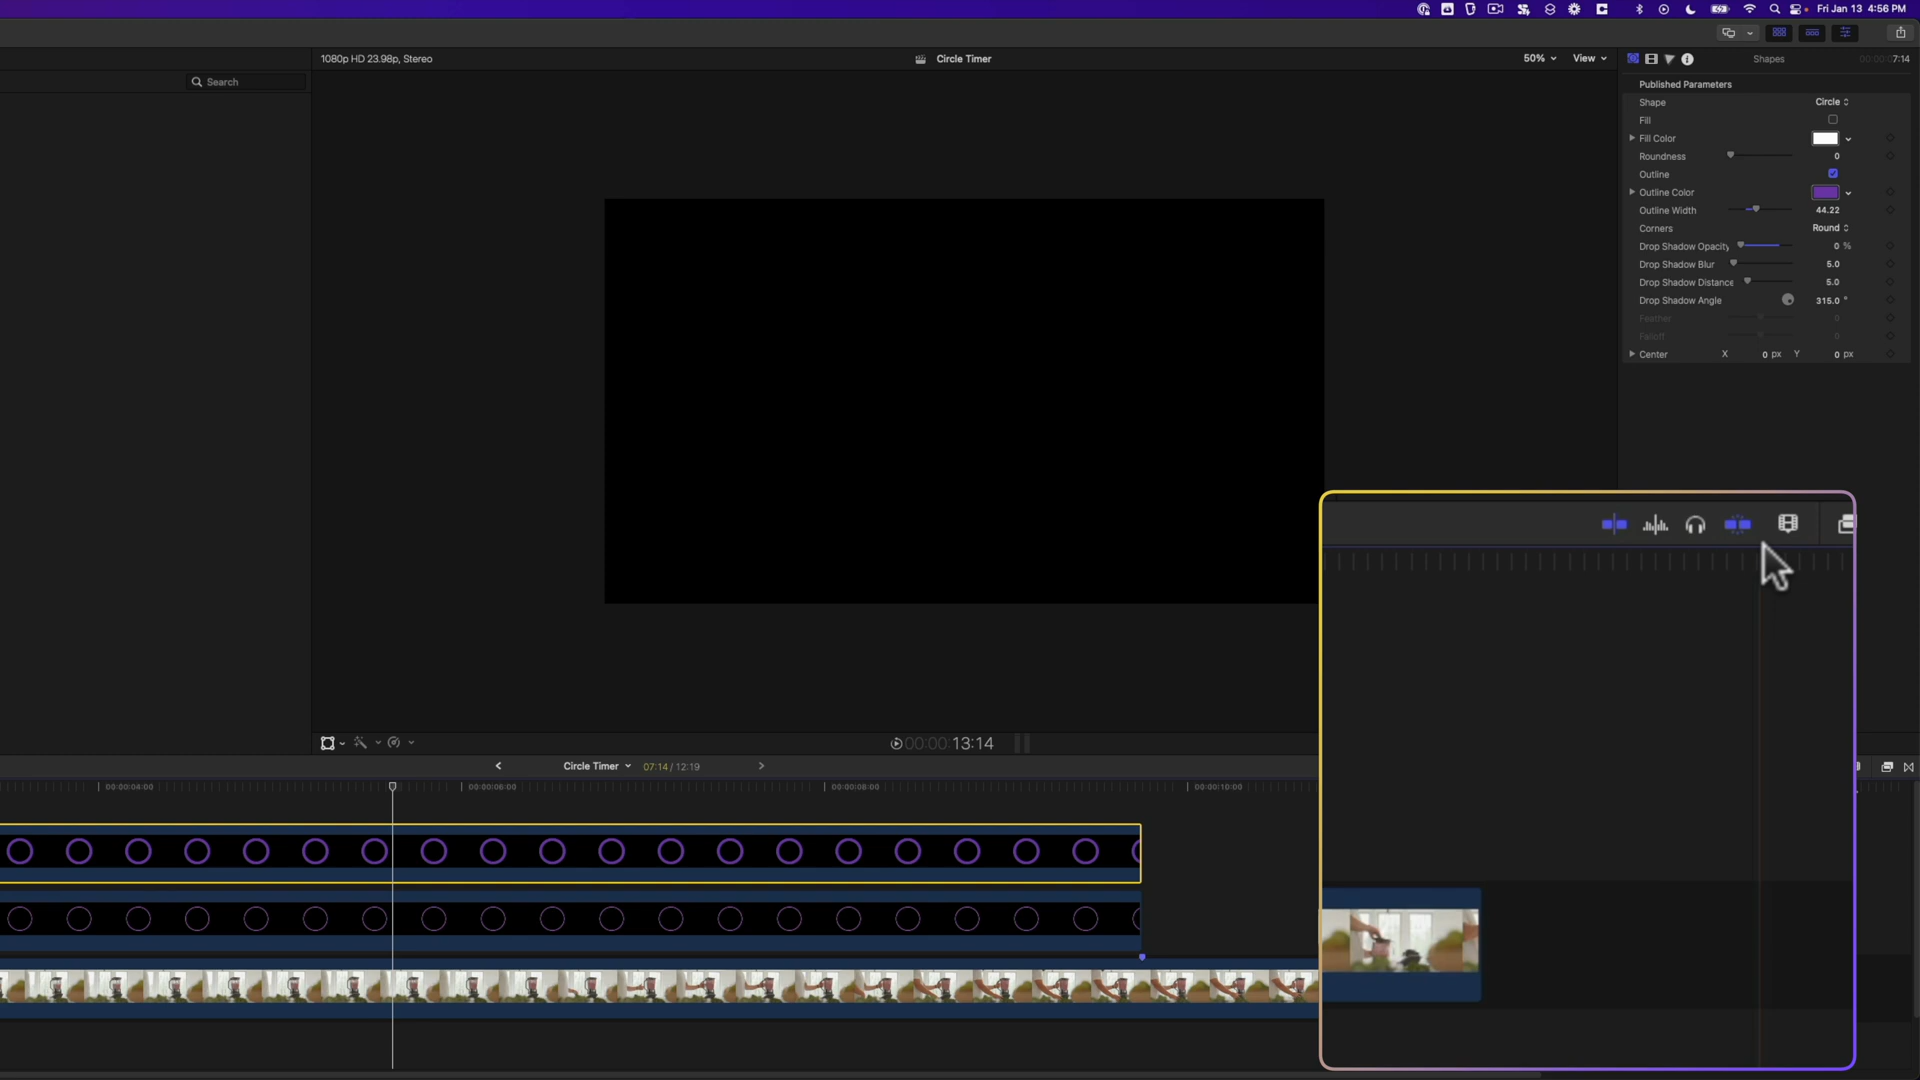 Fri Jan 13 4:56 PM
1080p HD 23.98p, Stereo
Circle Timer
50%
View
Shapes
00:00:07:14
Search
Published Parameters
Shape
Circle
Fill
Fill Color
Roundness
0
Outline
Outline Color
Outline Width
44.22
Corners
Round
Drop Shadow Opacity
0 %
Drop Shadow Blur
5.0
Drop Shadow Distance
5.0
Drop Shadow Angle
315.0 °
Feather
0
Falloff
0
Center X 0 px Y 0 px
00:00:13:14
Circle Timer
07:14 / 12:19
00:00:04:00
00:00:06:00
00:00:08:00
00:00:10:00